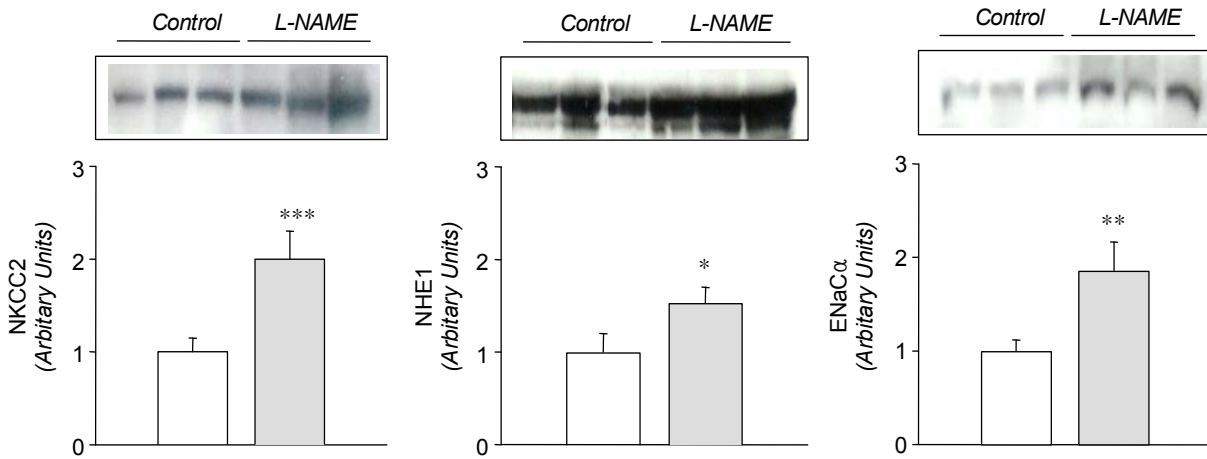 Control L-NAME
Control L-NAME
Control L-NAME
3
2
1
0
NKCC2
(Arbitary Units)
***
3
2
1
0
NHE1
(Arbitary Units)
*
3
2
1
0
ENaCα
(Arbitary Units)
**